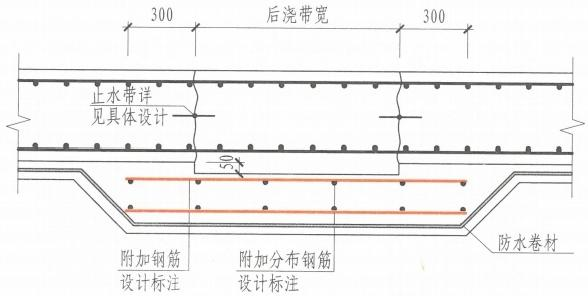 300
后浇带宽
300
止水带详
见具体设计
50
附加钢筋
设计标注
附加分布钢筋
设计标注
防水卷材